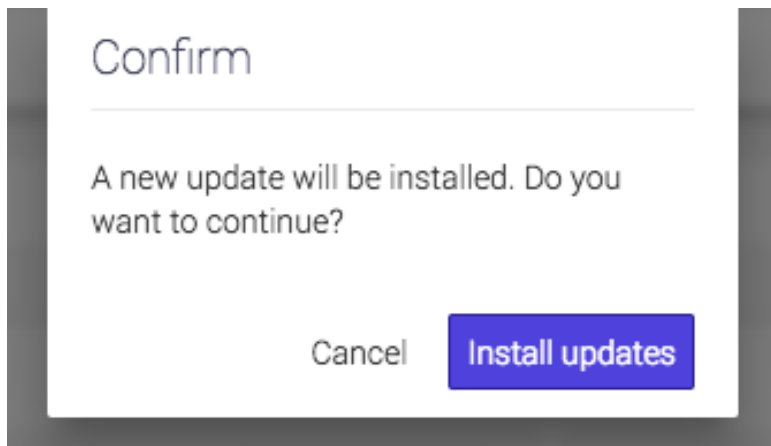 Confirm
A new update will be installed. Do you
want to continue?
Cancel
Install updates